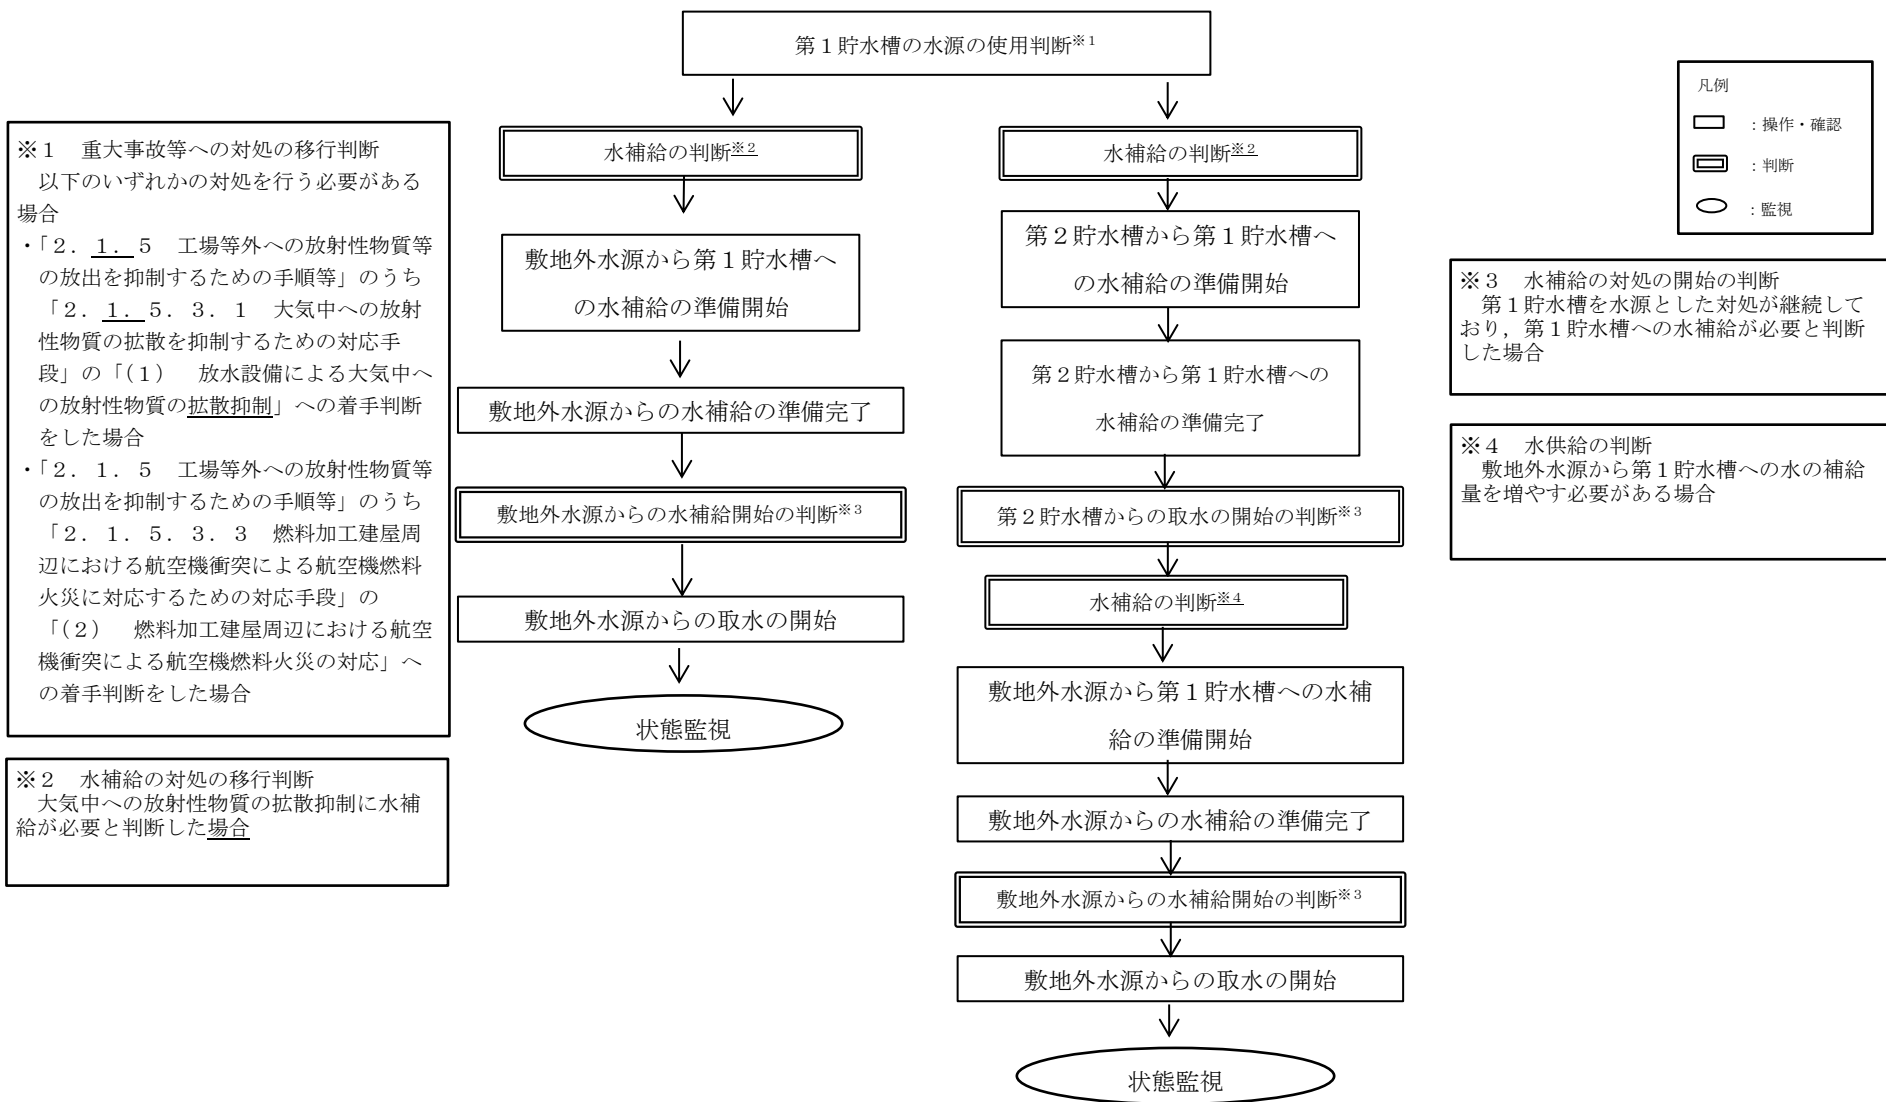 第１貯水槽の水源の使用判断※1
※１　重大事故等への対処の移行判断
以下のいずれかの対処を行う必要がある
場合
・「２．１．５　工場等外への放射性物質等
の放出を抑制するための手順等」のうち
「２．１．５．３．１　大気中への放射
性物質の拡散を抑制するための対応手
段」の「(１)　放水設備による大気中へ
の放射性物質の拡散抑制」への着手判断
をした場合
・「２．１．５　工場等外への放射性物質等
の放出を抑制するための手順等」のうち
「２．１．５．３．３　燃料加工建屋周
辺における航空機衝突による航空機燃料
火災に対応するための対応手段」の
「(２)　燃料加工建屋周辺における航空
機衝突による航空機燃料火災の対応」へ
の着手判断をした場合
※２　水補給の対処の移行判断
大気中への放射性物質の拡散抑制に水補
給が必要と判断した場合
水補給の判断※2
敷地外水源から第１貯水槽へ
の水補給の準備開始
敷地外水源からの水補給の準備完了
敷地外水源からの水補給開始の判断※3
敷地外水源からの取水の開始
状態監視
水補給の判断※2
第２貯水槽から第１貯水槽へ
の水補給の準備開始
第２貯水槽から第１貯水槽への
水補給の準備完了
第２貯水槽からの取水の開始の判断※3
水補給の判断※4
敷地外水源から第１貯水槽への水補
給の準備開始
敷地外水源からの水補給の準備完了
敷地外水源からの水補給開始の判断※3
敷地外水源からの取水の開始
状態監視
凡例
：操作・確認
：判断
：監視
※３　水補給の対処の開始の判断
第１貯水槽を水源とした対処が継続して
おり，第１貯水槽への水補給が必要と判断
した場合
※４　水供給の判断
敷地外水源から第１貯水槽への水の補給
量を増やす必要がある場合